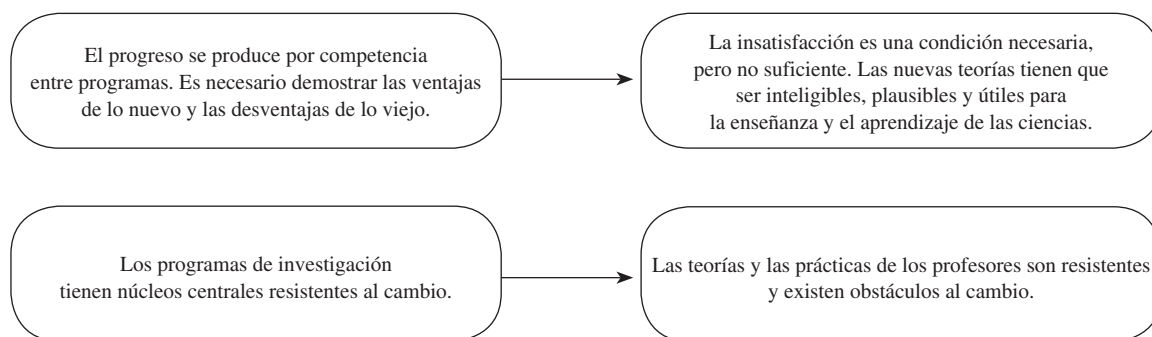 El progreso se produce por competencia
entre programas. Es necesario demostrar las ventajas
de lo nuevo y las desventajas de lo viejo.
La insatisfacción es una condición necesaria,
pero no suficiente. Las nuevas teorías tienen que
ser inteligibles, plausibles y útiles para
la enseñanza y el aprendizaje de las ciencias.
Los programas de investigación
tienen núcleos centrales resistentes al cambio.
Las teorías y las prácticas de los profesores son resistentes
y existen obstáculos al cambio.